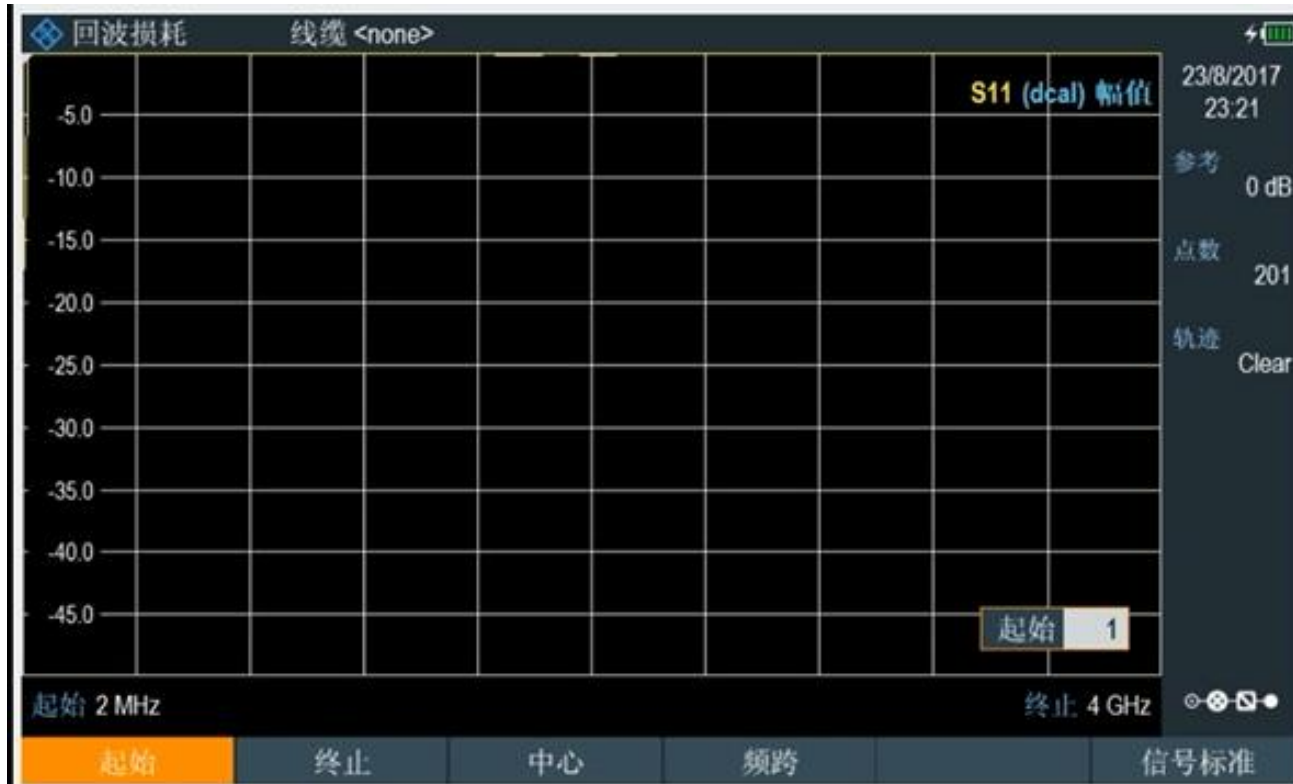 回波损耗 线缆 <none>
S11 (dcal) 幅值
23/8/2017
23:21
参考
0 dB
点数
201
轨迹
Clear
-5.0
-10.0
-15.0
-20.0
-25.0
-30.0
-35.0
-40.0
-45.0
起始 1
起始 2 MHz 终止 4 GHz
起始 终止 中心 频跨 信号标准